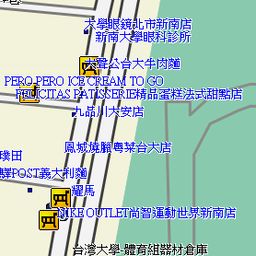 大學眼鏡北市新南店
新南大學眼科診所
大聲公合大牛肉麵
PERO PERO ICE CREAM TO GO
FELICITAS PATISSERIE精品蛋糕法式甜點店
九品川大安店
鳳城燒臘粵菜台大店
璞田
驛POST義大利麵
耀馬
NIKE OUTLET尚智運動世界新南店
台灣大學-體育組器材倉庫